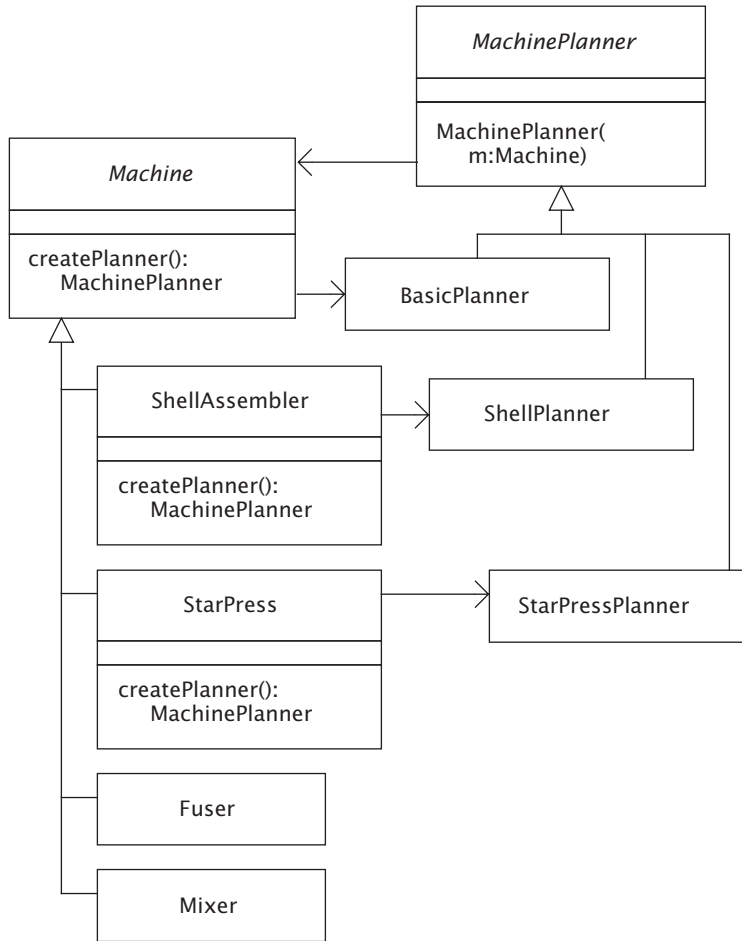 MachinePlanner
MachinePlanner(
m:Machine)
Machine
createPlanner():
MachinePlanner
BasicPlanner
ShellAssembler
createPlanner():
MachinePlanner
ShellPlanner
StarPress
createPlanner():
MachinePlanner
StarPressPlanner
Fuser
Mixer